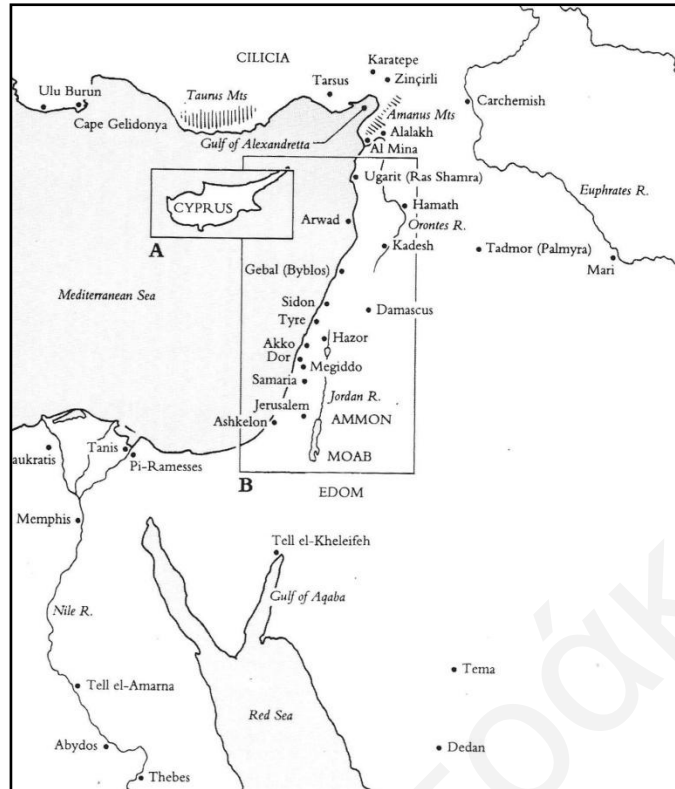 CILICIA
Karatepe
Zinçirli
Tarsus
Ulu Burun
Taurus Mts
Carchemish
Cape Gelidonya
Amanus Mts
Gulf of Alexandretta
Alalakh
Al Mina
Ugarit (Ras Shamra)
Euphrates R.
CYPRUS
Hamath
Arwad
Orontes R.
A
Kadesh
Tadmor (Palmyra)
Mari
Gebal (Byblos)
Mediterranean Sea
Sidon
Damascus
Tyre
Akko
Hazor
Dor
Megiddo
Samaria
Jordan R.
Jerusalem
Ashkelon
AMMON
Tanis
MOAB
aukratis
Pi-Ramesses
B
EDOM
Memphis
Tell el-Kheleifeh
Gulf of Aqaba
Nile R.
Tema
Tell el-Amarna
Red Sea
Abydos
Dedan
Thebes